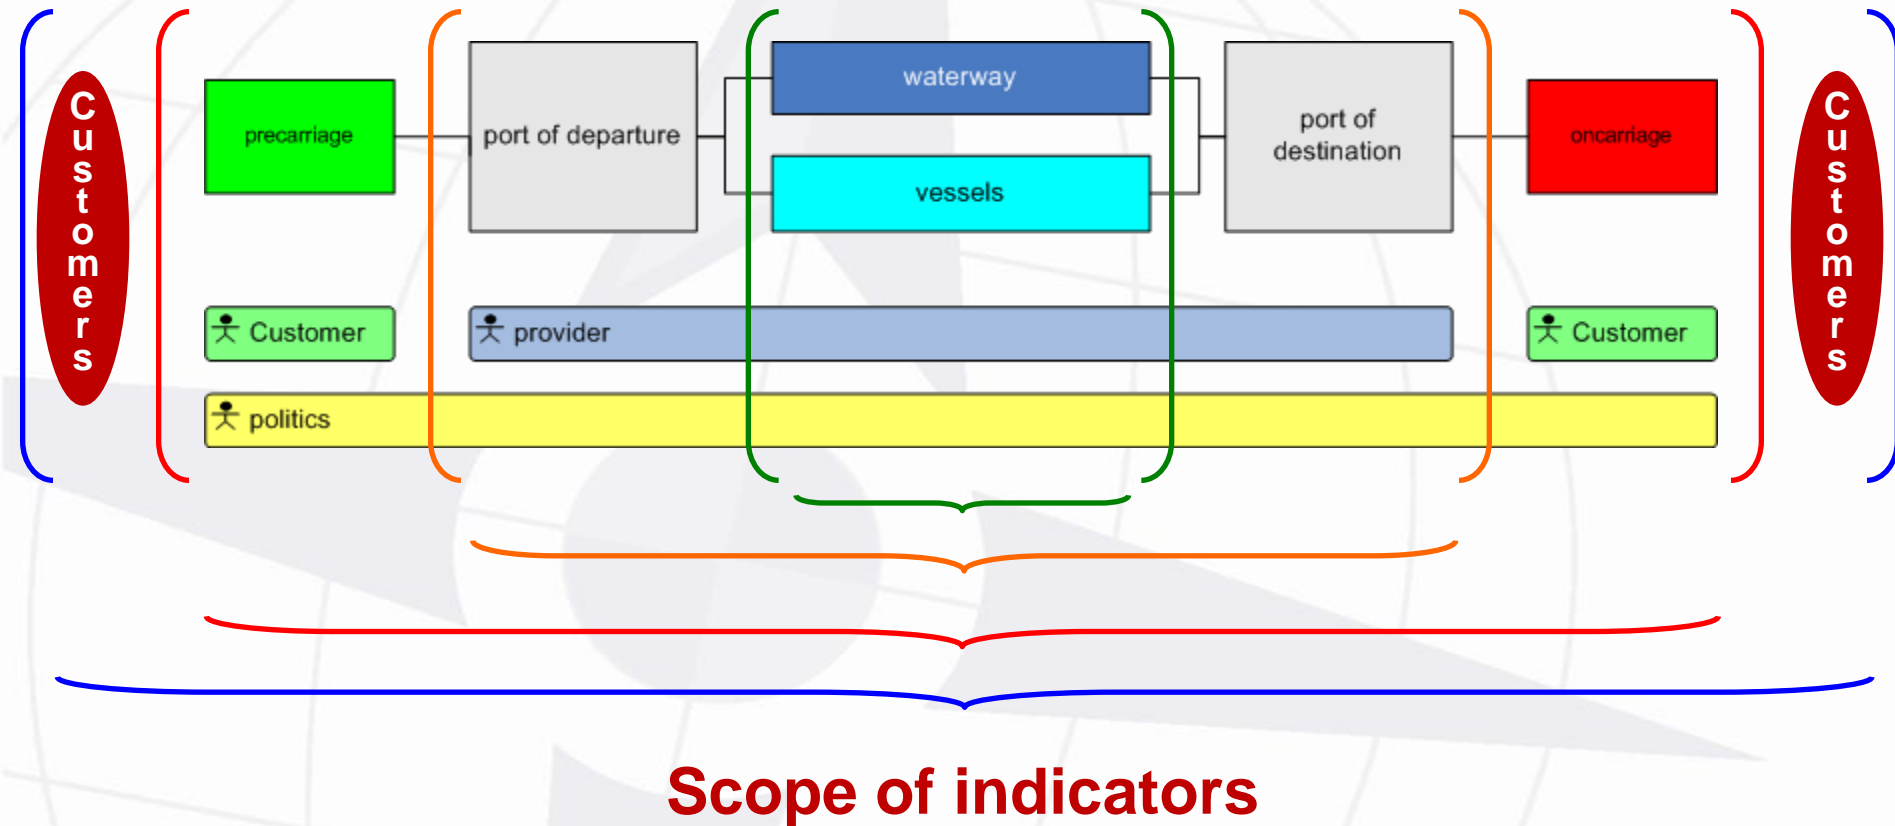 Customers
precarriage
port of departure
waterway
vessels
port of
destination
oncarriage
Customers
Customer
provider
Customer
politics
Scope of indicators